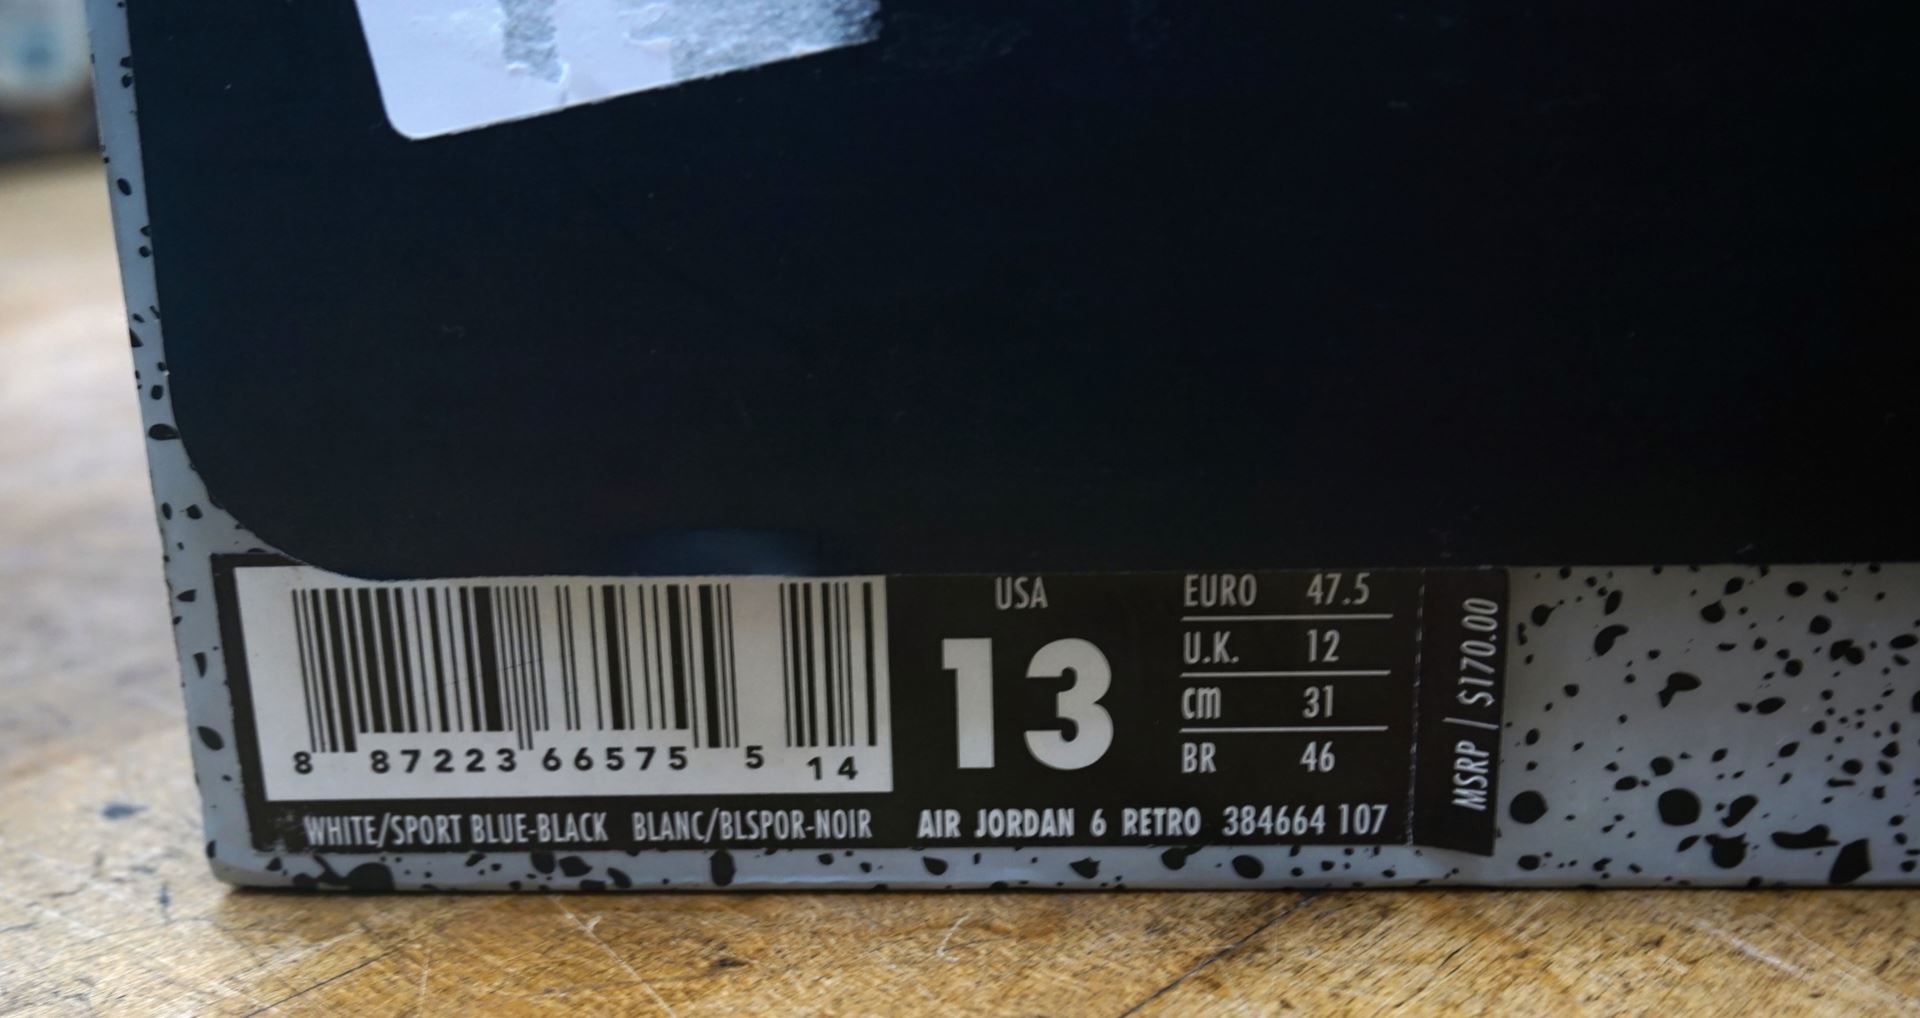 USA
13
EURO 47.5
U.K. 12
cm 31
BR 46
MSRP | $170.00
8 87223 66575 5 14
WHITE/SPORT BLUE-BLACK BLANC/BLSPOR-NOIR AIR JORDAN 6 RETRO 384664 107